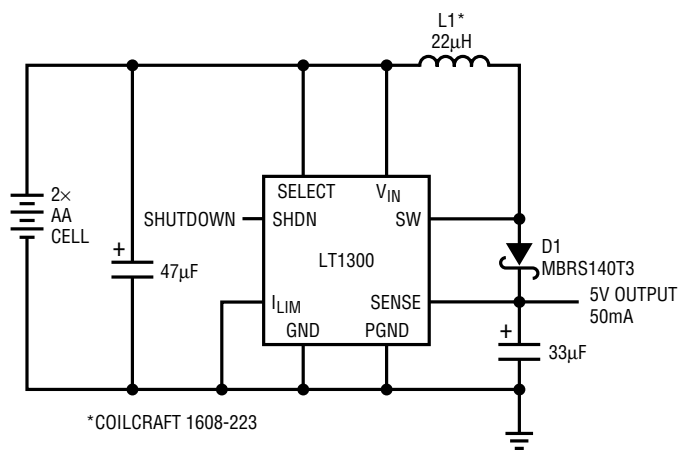 L1*
22µH
2×
AA
CELL
+
47µF
SHUTDOWN
SELECT
VIN
SHDN
SW
LT1300
ILIM
SENSE
GND
PGND
D1
MBRS140T3
5V OUTPUT
50mA
+
33µF
*COILCRAFT 1608-223